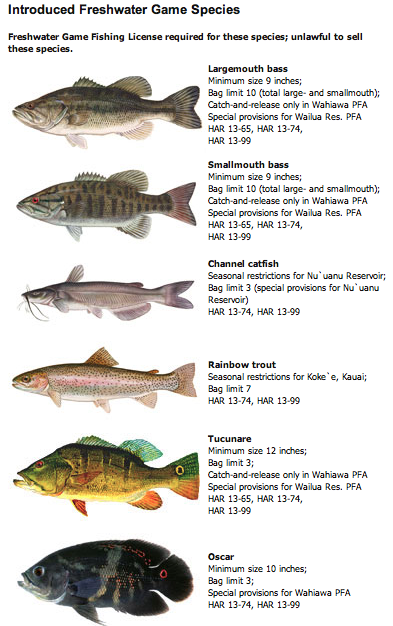 Introduced Freshwater Game Species
Freshwater Game Fishing License required for these species; unlawful to sell
these species.
Largemouth bass
Minimum size 9 inches;
Bag limit 10 (total large- and smallmouth);
Catch-and-release only in Wahiawa PFA
Special provisions for Wailua Res. PFA
HAR 13-65, HAR 13-74,
HAR 13-99
Smallmouth bass
Minimum size 9 inches;
Bag limit 10 (total large- and smallmouth);
Catch-and-release only in Wahiawa PFA
Special provisions for Wailua Res. PFA
HAR 13-65, HAR 13-74,
HAR 13-99
Channel catfish
Seasonal restrictions for Nu`uanu Reservoir;
Bag limit 3 (special provisions for Nu`uanu
Reservoir)
HAR 13-74, HAR 13-99
Rainbow trout
Seasonal restrictions for Koke`e, Kauai;
Bag limit 7
HAR 13-74, HAR 13-99
Tucunare
Minimum size 12 inches;
Bag limit 3;
Catch-and-release only in Wahiawa PFA
Special provisions for Wailua Res. PFA
HAR 13-65, HAR 13-74,
HAR 13-99
Oscar
Minimum size 10 inches;
Bag limit 3;
Special provisions for Wahiawa PFA
HAR 13-74, HAR 13-99